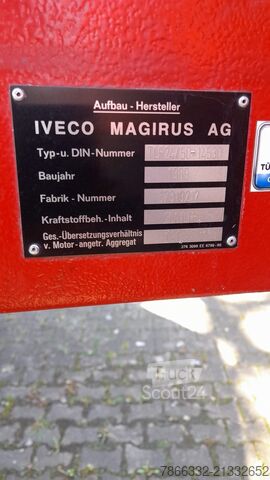 Aufbau - Hersteller
IVECO MAGIRUS AG
Typ-u. DIN-Nummer
Baujahr
Fabrik - Nummer
Kraftstoffbeh.-Inhalt
Ges.-Übersetzungsverhältnis
v. Motor-angetr. Aggregat
TÜ
Truck
Scout24
7866332-21332652